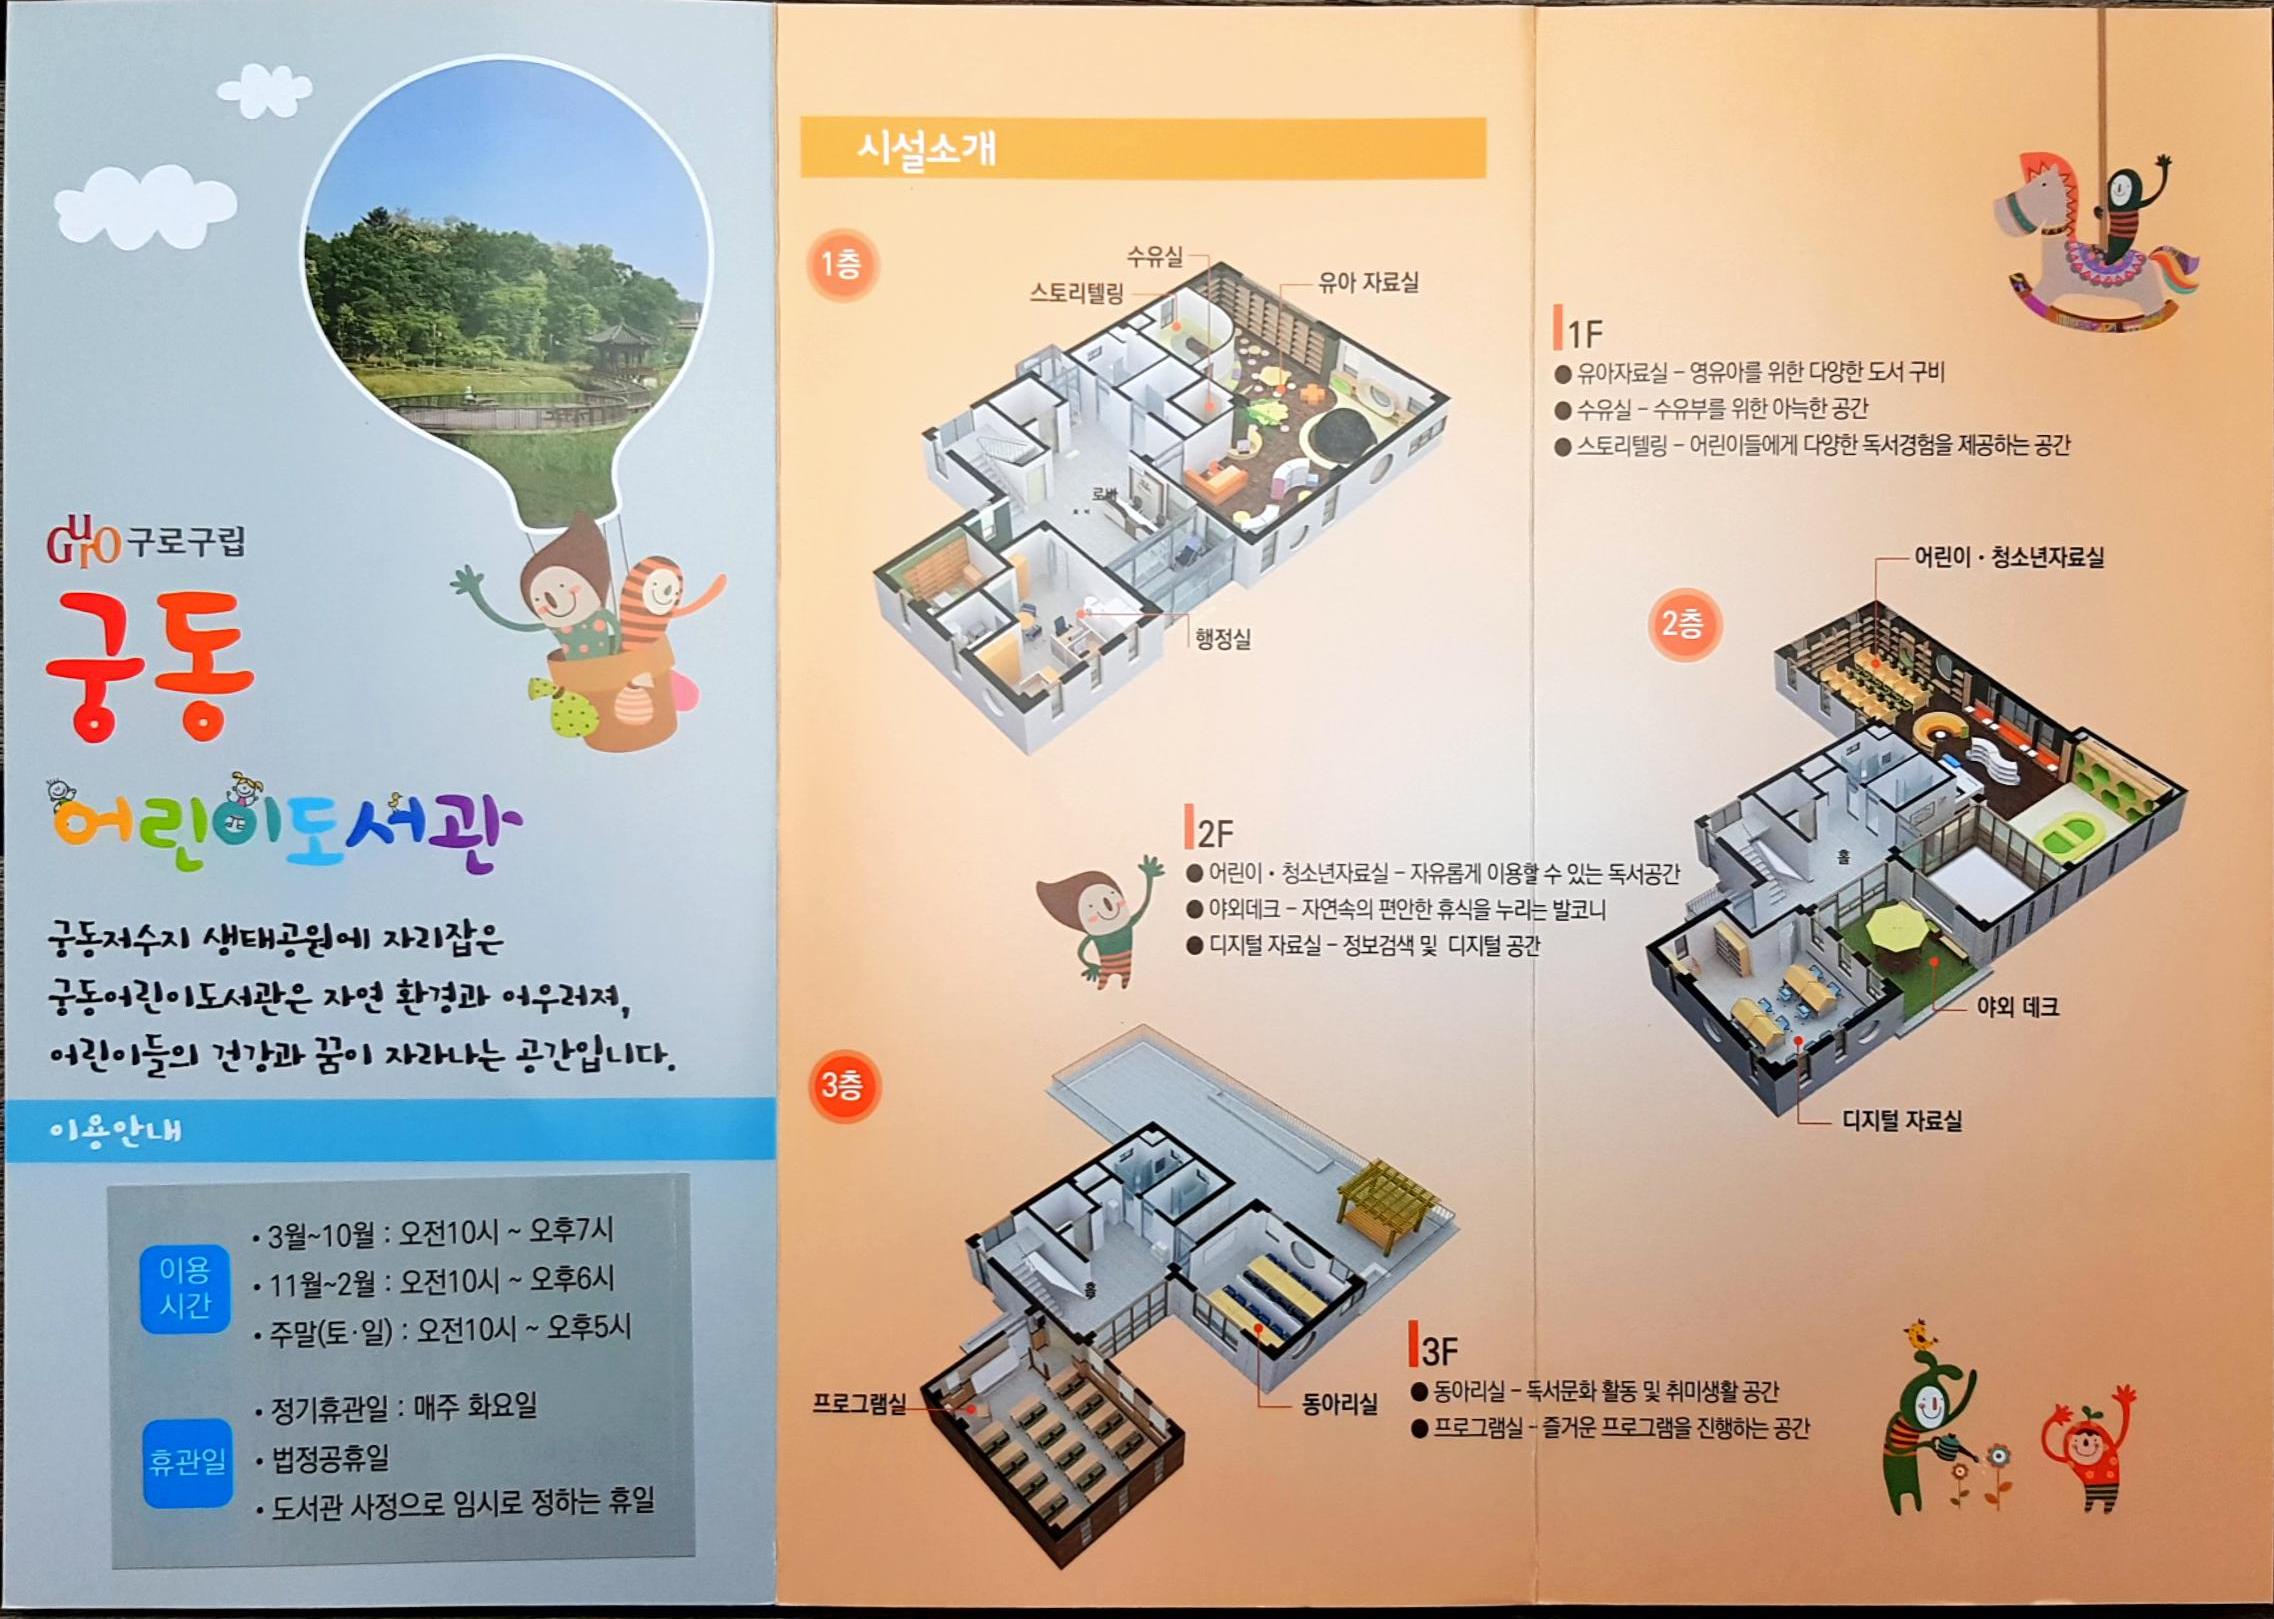 Guro 구로구립
궁동
어린이도서관
궁동저수지 생태공원에 자리잡은
궁동어린이도서관은 자연 환경과 어우러져,
어린이들의 건강과 꿈이 자라나는 공간입니다.
이용안내
이용
시간
• 3월~10월 : 오전10시 ~ 오후7시
• 11월~2월 : 오전10시 ~ 오후6시
• 주말(토·일) : 오전10시 ~ 오후5시
휴관일
• 정기휴관일 : 매주 화요일
• 법정공휴일
• 도서관 사정으로 임시로 정하는 휴일
시설소개
1층
수유실
스토리텔링
유아 자료실
로비
행정실
1F
● 유아자료실 - 영유아를 위한 다양한 도서 구비
● 수유실 - 수유부를 위한 아늑한 공간
● 스토리텔링 - 어린이들에게 다양한 독서경험을 제공하는 공간
2층
어린이 · 청소년자료실
홀
야외 데크
디지털 자료실
2F
● 어린이 · 청소년자료실 - 자유롭게 이용할 수 있는 독서공간
● 야외데크 - 자연속의 편안한 휴식을 누리는 발코니
● 디지털 자료실 - 정보검색 및 디지털 공간
3층
홀
프로그램실
동아리실
3F
● 동아리실 - 독서문화 활동 및 취미생활 공간
● 프로그램실 - 즐거운 프로그램을 진행하는 공간